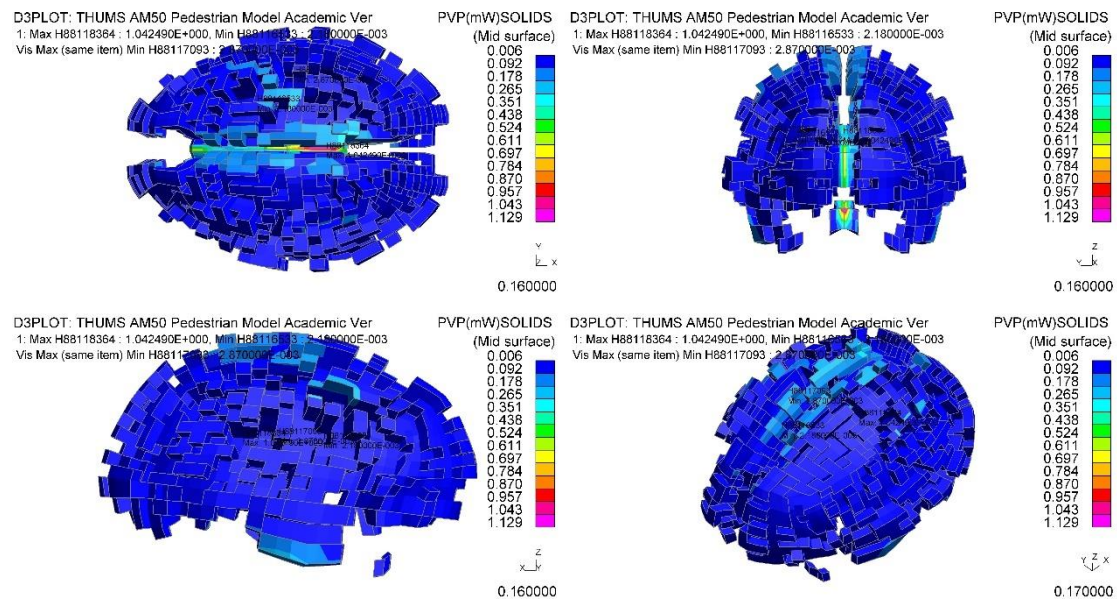 D3PLOT: THUMS AM50 Pedestrian Model Academic Ver
PVP(mW)SOLIDS
1: Max H88118364 : 1.042490E+000, Min H88116533 : 2.180000E-003
(Mid surface)
Vis Max (same item) Min H88117093 : 2.870000E-003
0.006
0.092
0.178
0.265
0.351
0.438
0.524
0.611
0.697
0.784
0.870
0.957
1.043
1.129
H88118364
Y
Z X
0.160000
D3PLOT: THUMS AM50 Pedestrian Model Academic Ver
PVP(mW)SOLIDS
1: Max H88118364 : 1.042490E+000, Min H88116533 : 2.180000E-003
(Mid surface)
Vis Max (same item) Min H88117093 : 2.870000E-003
0.006
0.092
0.178
0.265
0.351
0.438
0.524
0.611
0.697
0.784
0.870
0.957
1.043
1.129
Z
Y X
0.160000
D3PLOT: THUMS AM50 Pedestrian Model Academic Ver
PVP(mW)SOLIDS
1: Max H88118364 : 1.042490E+000, Min H88116533 : 2.180000E-003
(Mid surface)
Vis Max (same item) Min H88117093 : 2.870000E-003
0.006
0.092
0.178
0.265
0.351
0.438
0.524
0.611
0.697
0.784
0.870
0.957
1.043
1.129
Z
X Y
0.160000
D3PLOT: THUMS AM50 Pedestrian Model Academic Ver
PVP(mW)SOLIDS
1: Max H88118364 : 1.042490E+000, Min H88116533 : 2.180000E-003
(Mid surface)
Vis Max (same item) Min H88117093 : 2.870000E-003
0.006
0.092
0.178
0.265
0.351
0.438
0.524
0.611
0.697
0.784
0.870
0.957
1.043
1.129
Y Z X
0.170000